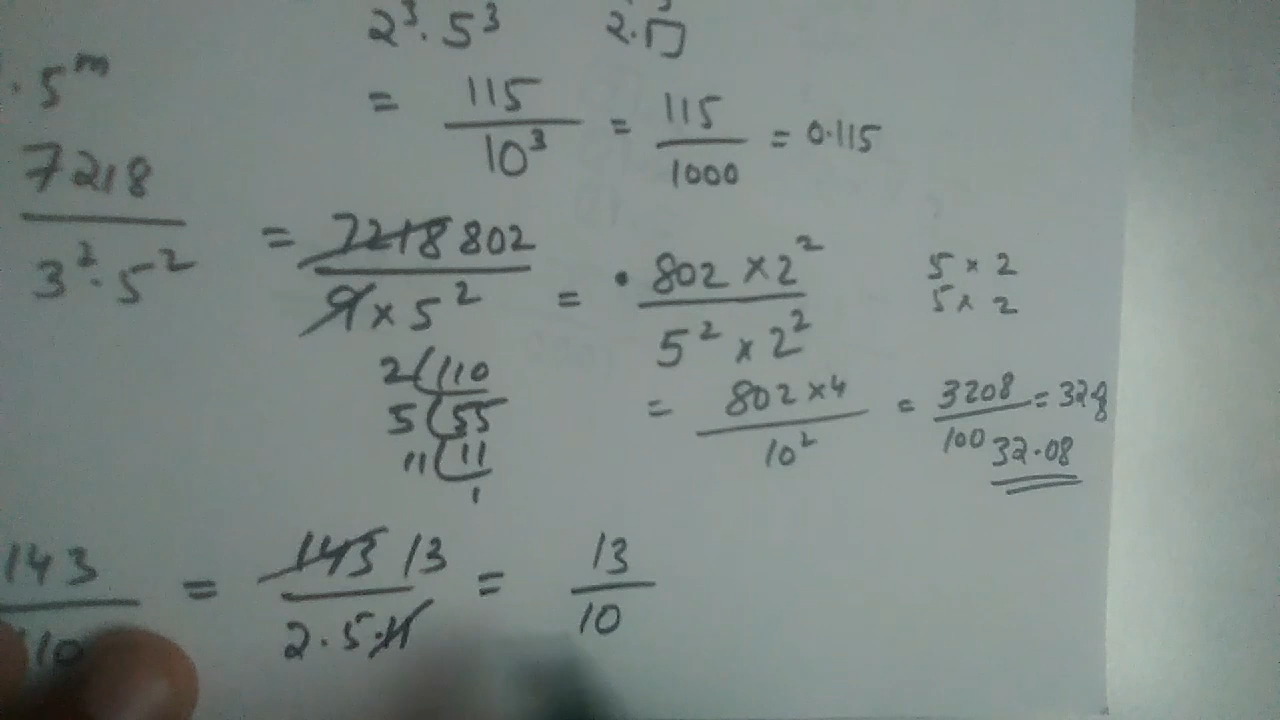 2³·5³ 2·□³
·5ᵐ
= 115/10³ = 115/1000 = 0.115
7218/3²·5² = 7218 802/9×5² = 802×2²/5²×2²
5×2
5×2
2(110
5(55
11(11
1
= 802×4/10² = 3208/100 = 328
32.08
143/110 = 143 13/2·5·11 = 13/10